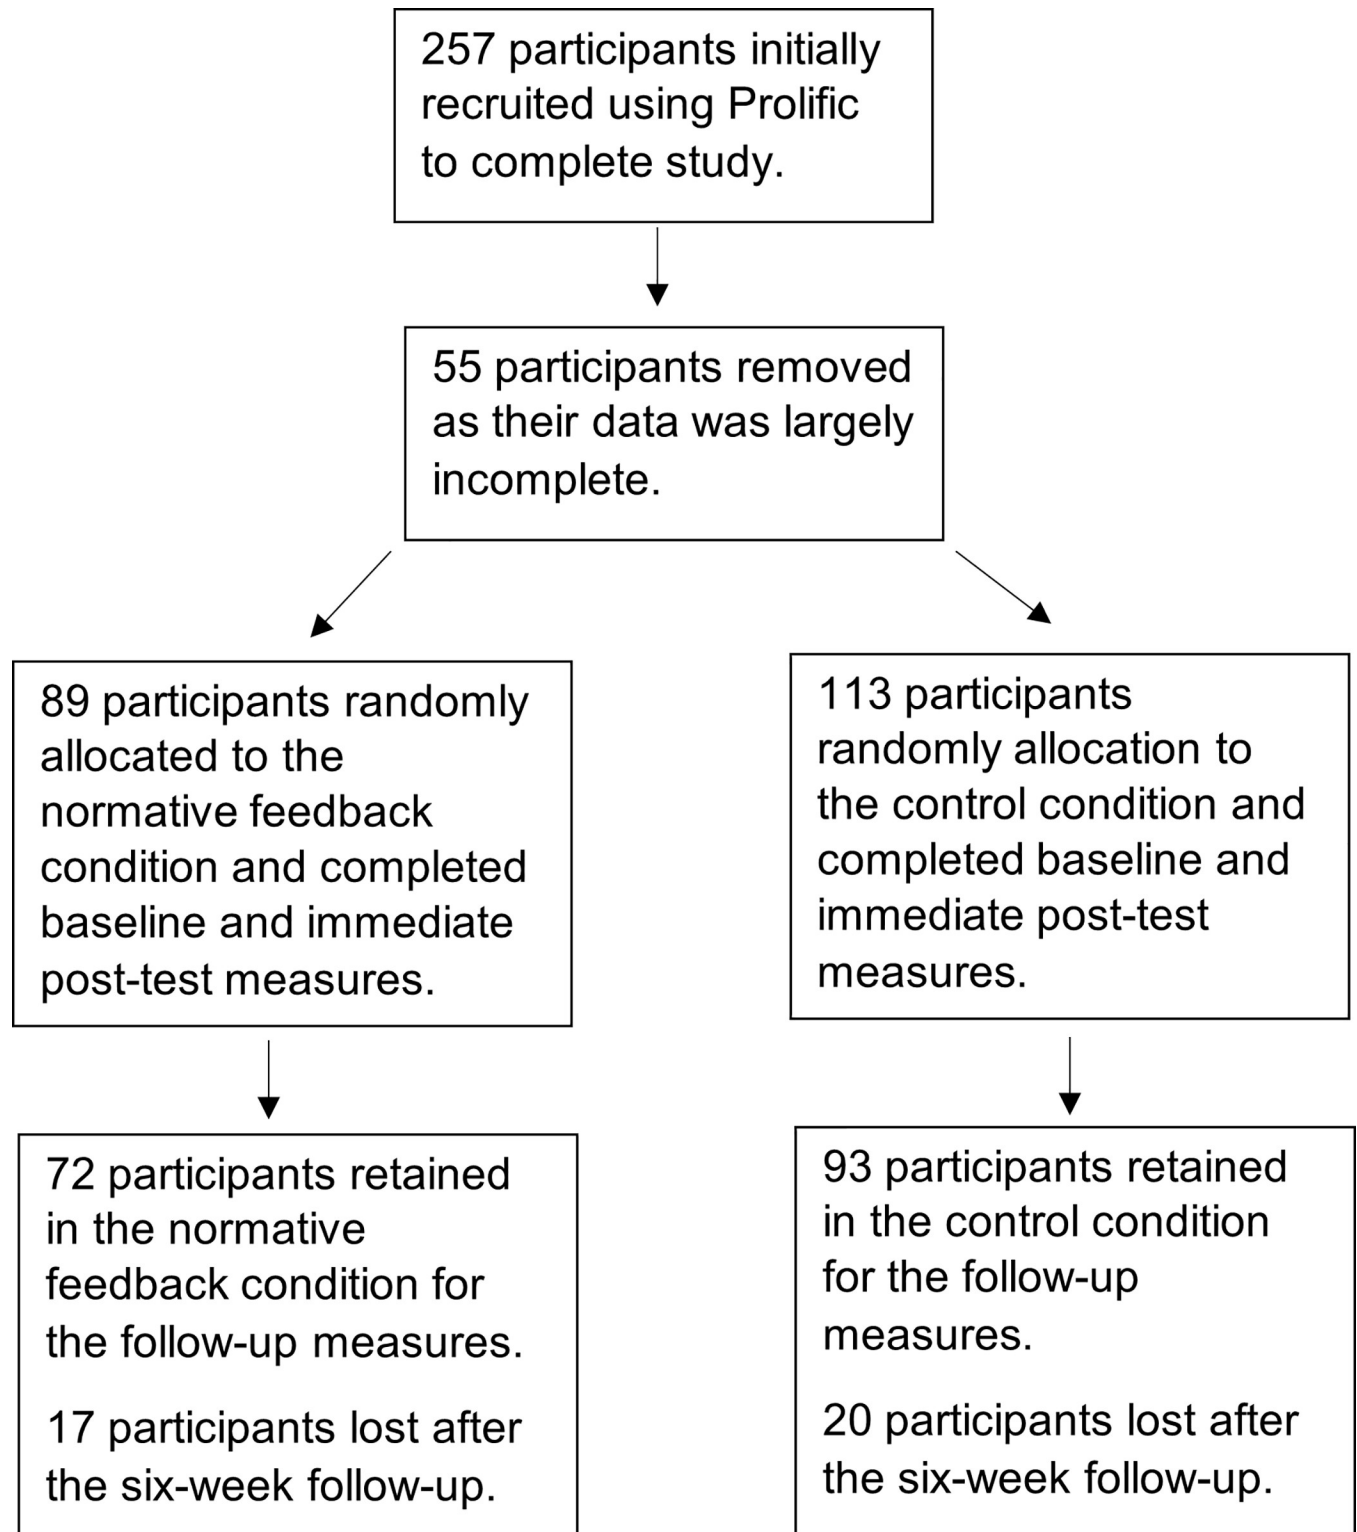 257 participants initially
recruited using Prolific
to complete study.
55 participants removed
as their data was largely
incomplete.
89 participants randomly
allocated to the
normative feedback
condition and completed
baseline and immediate
post-test measures.
113 participants
randomly allocation to
the control condition and
completed baseline and
immediate post-test
measures.
72 participants retained
in the normative
feedback condition for
the follow-up measures.
17 participants lost after
the six-week follow-up.
93 participants retained
in the control condition
for the follow-up
measures.
20 participants lost after
the six-week follow-up.